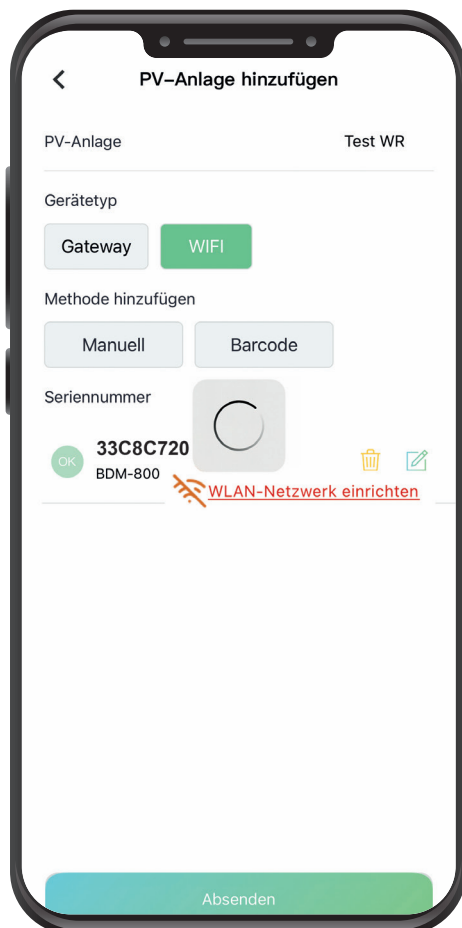 PV-Anlage hinzufügen
PV-Anlage Test WR
Gerätetyp
Gateway WIFI
Methode hinzufügen
Manuell Barcode
Seriennummer
OK 33C8C720
BDM-800
WLAN-Netzwerk einrichten
Absenden